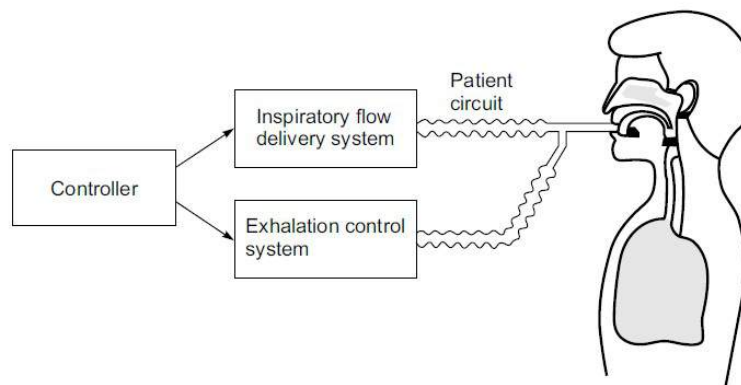 Patient
circuit
Inspiratory flow
delivery system
Controller
Exhalation control
system